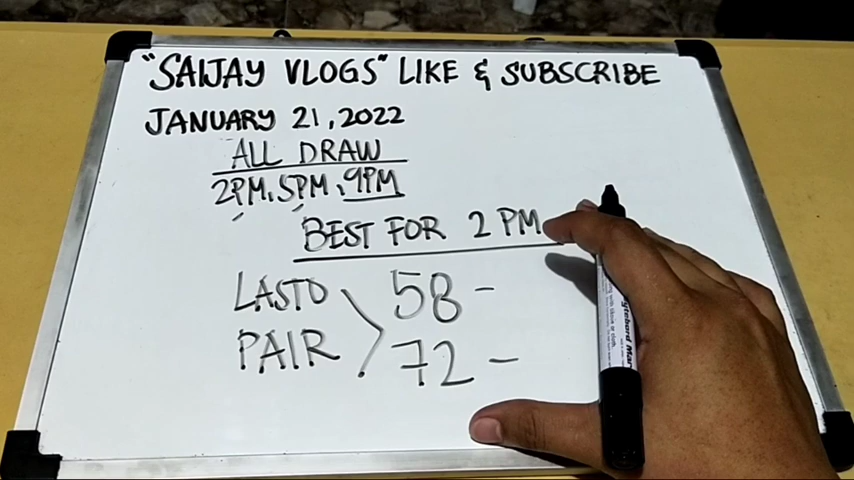 "SAIJAY VLOGS" LIKE & SUBSCRIBE
JANUARY 21, 2022
ALL DRAW
2PM, 5PM, 9PM
BEST FOR 2 PM
LASTO
PAIR
58 -
72 -